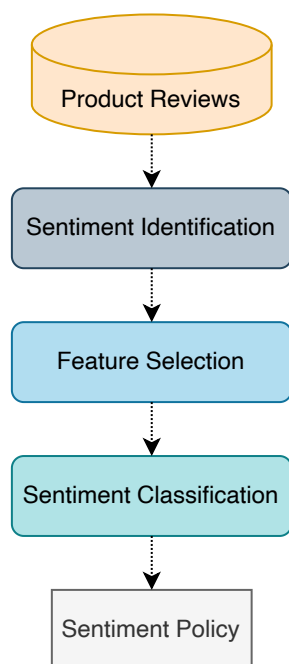 Product Reviews
Sentiment Identification
Feature Selection
Sentiment Classification
Sentiment Policy